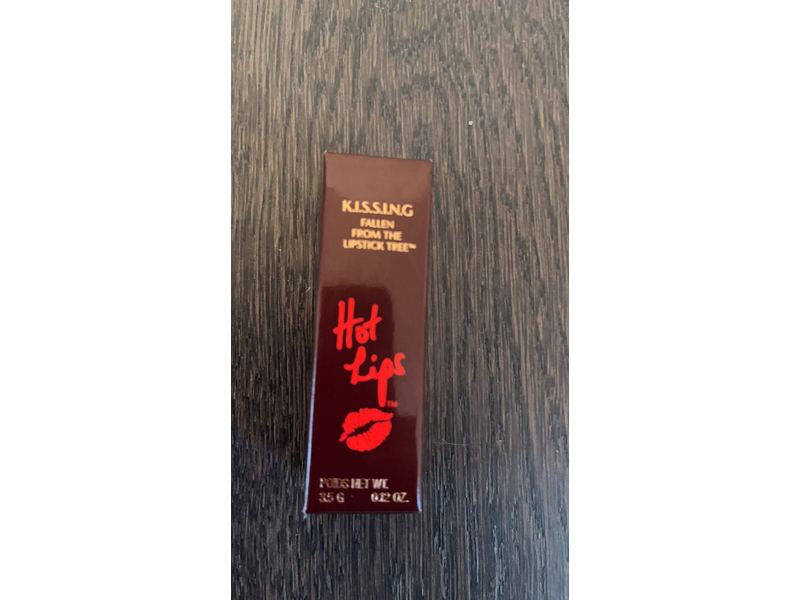 K.I.S.S.I.N.G
FALLEN
FROM THE
LIPSTICK TREE™
Hot
Lips
™
POIDS NET WT.
3.5 G 0.12 OZ.